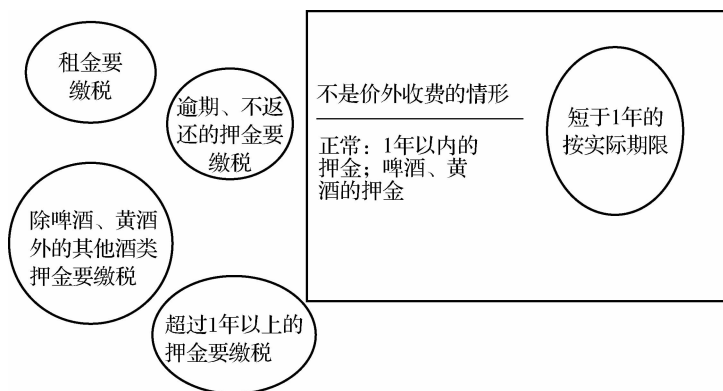 租金要
缴税
逾期、不返
还的押金要
缴税
除啤酒、黄酒
外的其他酒类
押金要缴税
超过1年以上的
押金要缴税
不是价外收费的情形
正常：1年以内的
押金；啤酒、黄
酒的押金
短于1年的
按实际期限